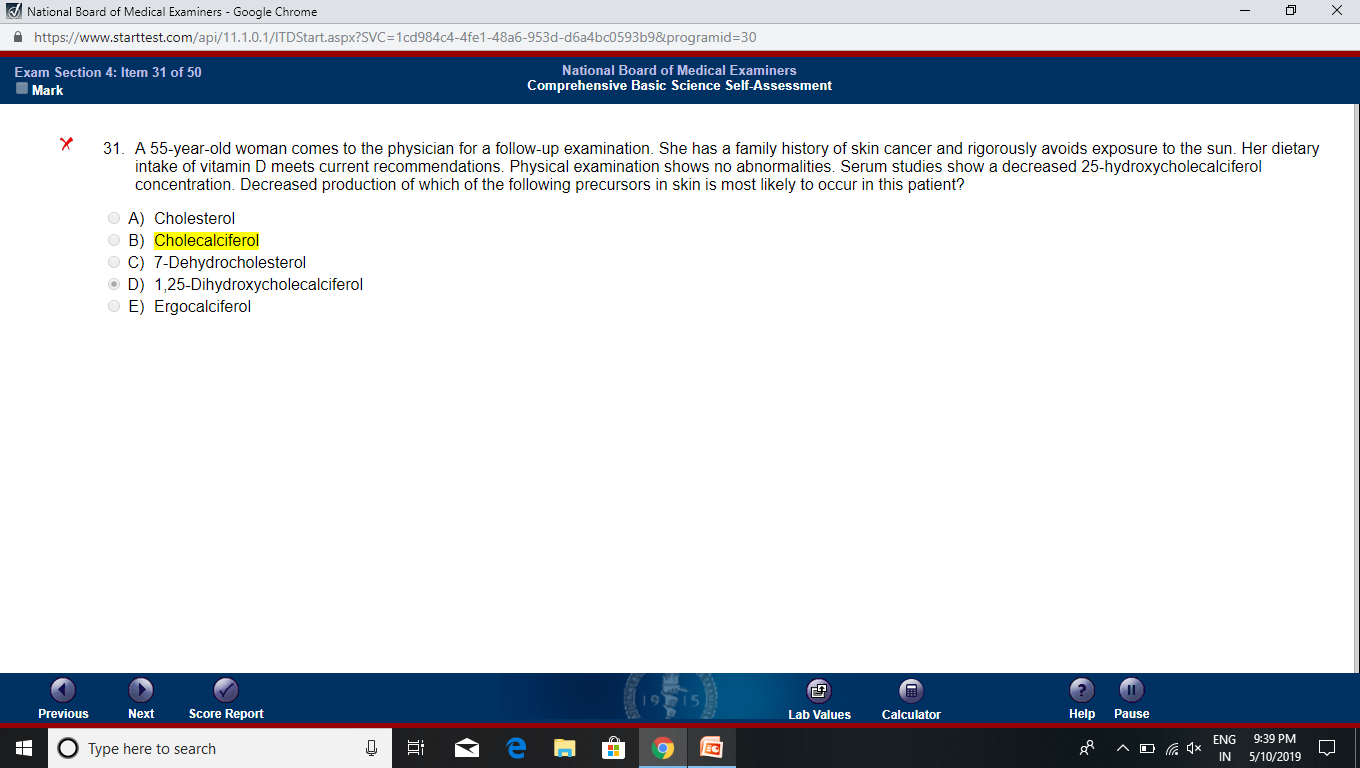 National Board of Medical Examiners - Google Chrome
https://www.starttest.com/api/11.1.0.1/ITDStart.aspx?SVC=1cd984c4-4fe1-48a6-953d-d6a4bc0593b9&programid=30
Exam Section 4: Item 31 of 50
National Board of Medical Examiners
Mark
Comprehensive Basic Science Self-Assessment
31. A 55-year-old woman comes to the physician for a follow-up examination. She has a family history of skin cancer and rigorously avoids exposure to the sun. Her dietary
intake of vitamin D meets current recommendations. Physical examination shows no abnormalities. Serum studies show a decreased 25-hydroxycholecalciferol
concentration. Decreased production of which of the following precursors in skin is most likely to occur in this patient?
A) Cholesterol
B) Cholecalciferol
C) 7-Dehydrocholesterol
D) 1,25-Dihydroxycholecalciferol
E) Ergocalciferol
1915
Previous Next Score Report Lab Values Calculator Help Pause
Type here to search
ENG 9:39 PM
IN 5/10/2019